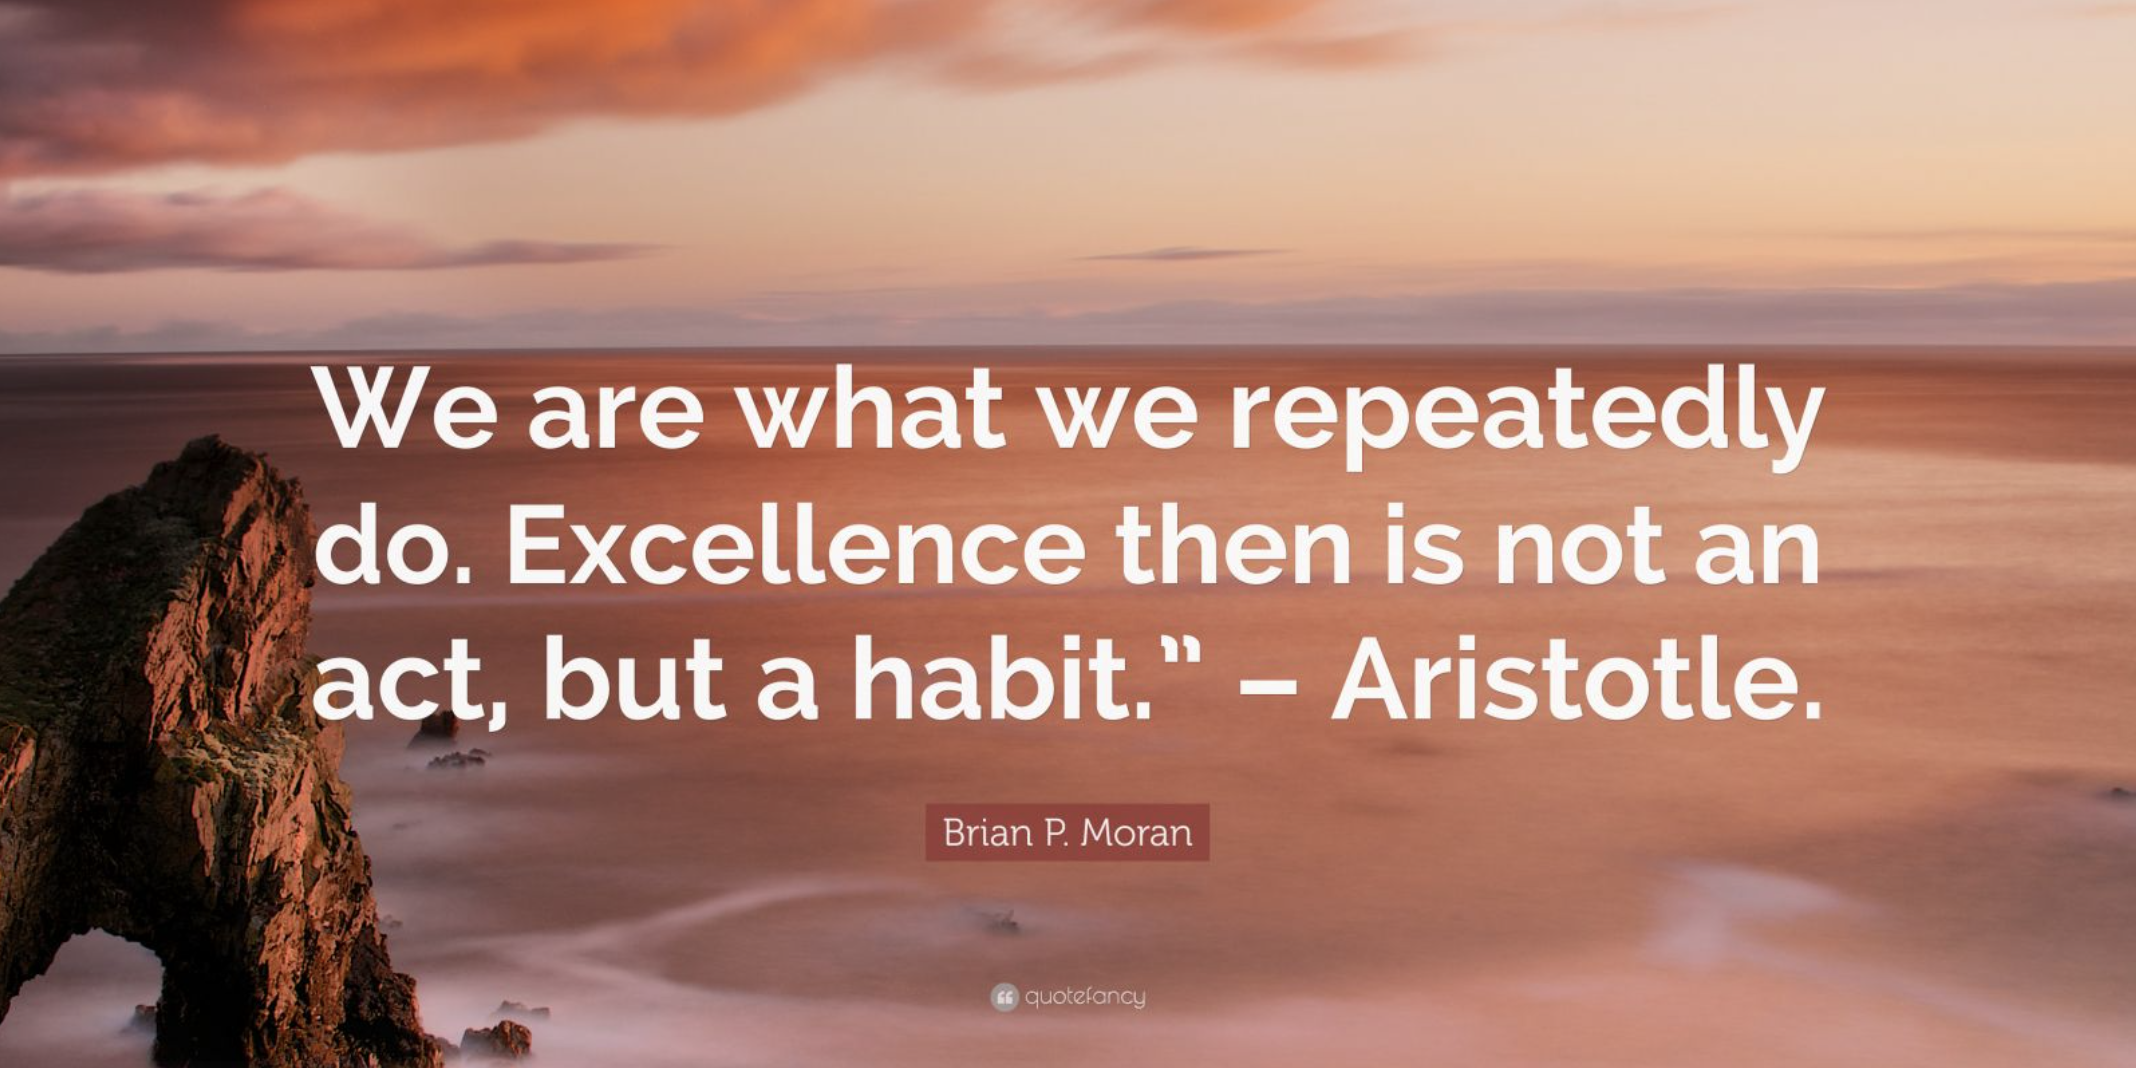 We are what we repeatedly
do. Excellence then is not an
act, but a habit.” – Aristotle.
Brian P. Moran
quotefancy